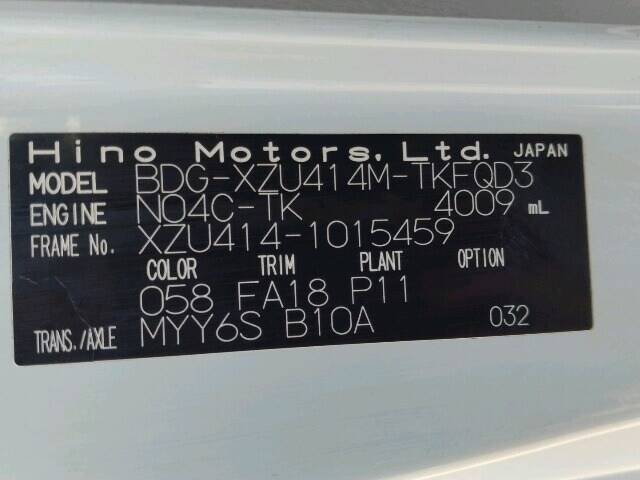 Hino Motors, Ltd. JAPAN
MODEL BDG-XZU414M-TKFQD3
ENGINE N04C-TK 4009 mL
FRAME No. XZU414-1015459
COLOR TRIM PLANT OPTION
058 FA18 P11
TRANS./AXLE MYY6S B10A 032